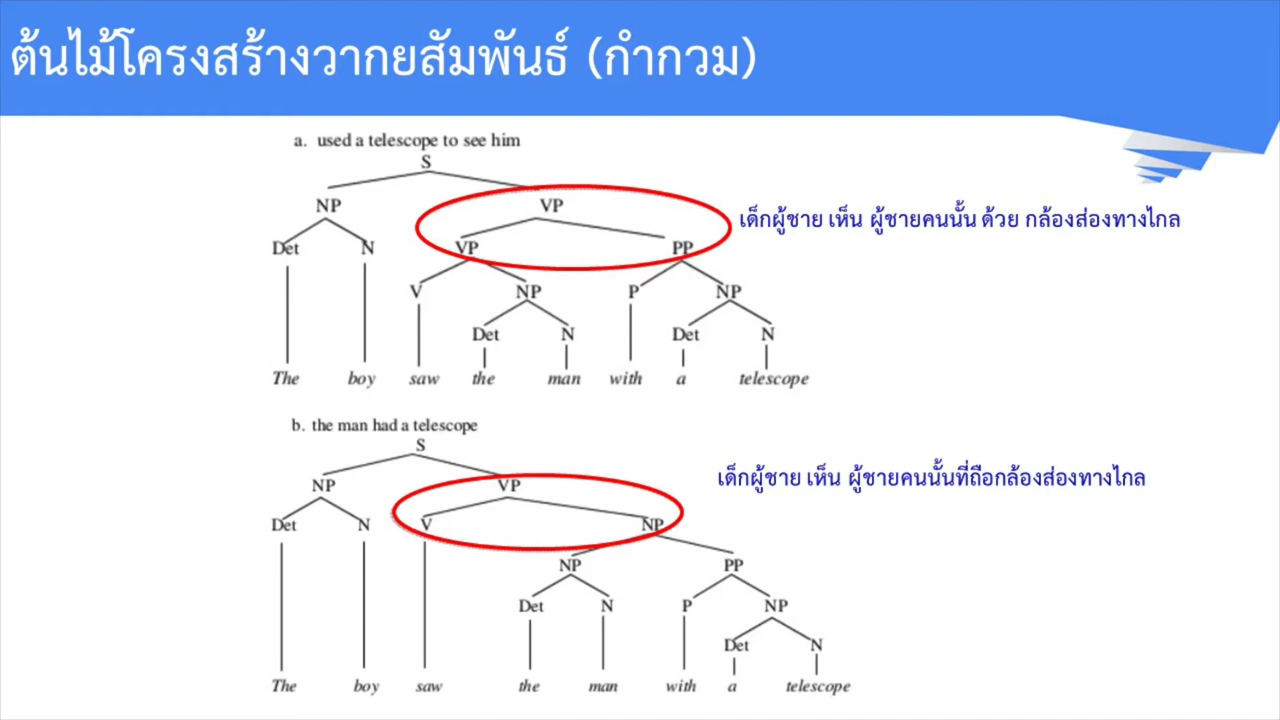 ต้นไม้โครงสร้างวากยสัมพันธ์ (กำกวม)
a. used a telescope to see him
S
NP VP
เด็กผู้ชาย เห็น ผู้ชายคนนั้น ด้วย กล้องส่องทางไกล
Det N VP PP
V NP P NP
Det N Det N
The boy saw the man with a telescope
b. the man had a telescope
S
NP VP
เด็กผู้ชาย เห็น ผู้ชายคนนั้นที่ถือกล้องส่องทางไกล
Det N V NP
NP PP
Det N P NP
Det N
The boy saw the man with a telescope